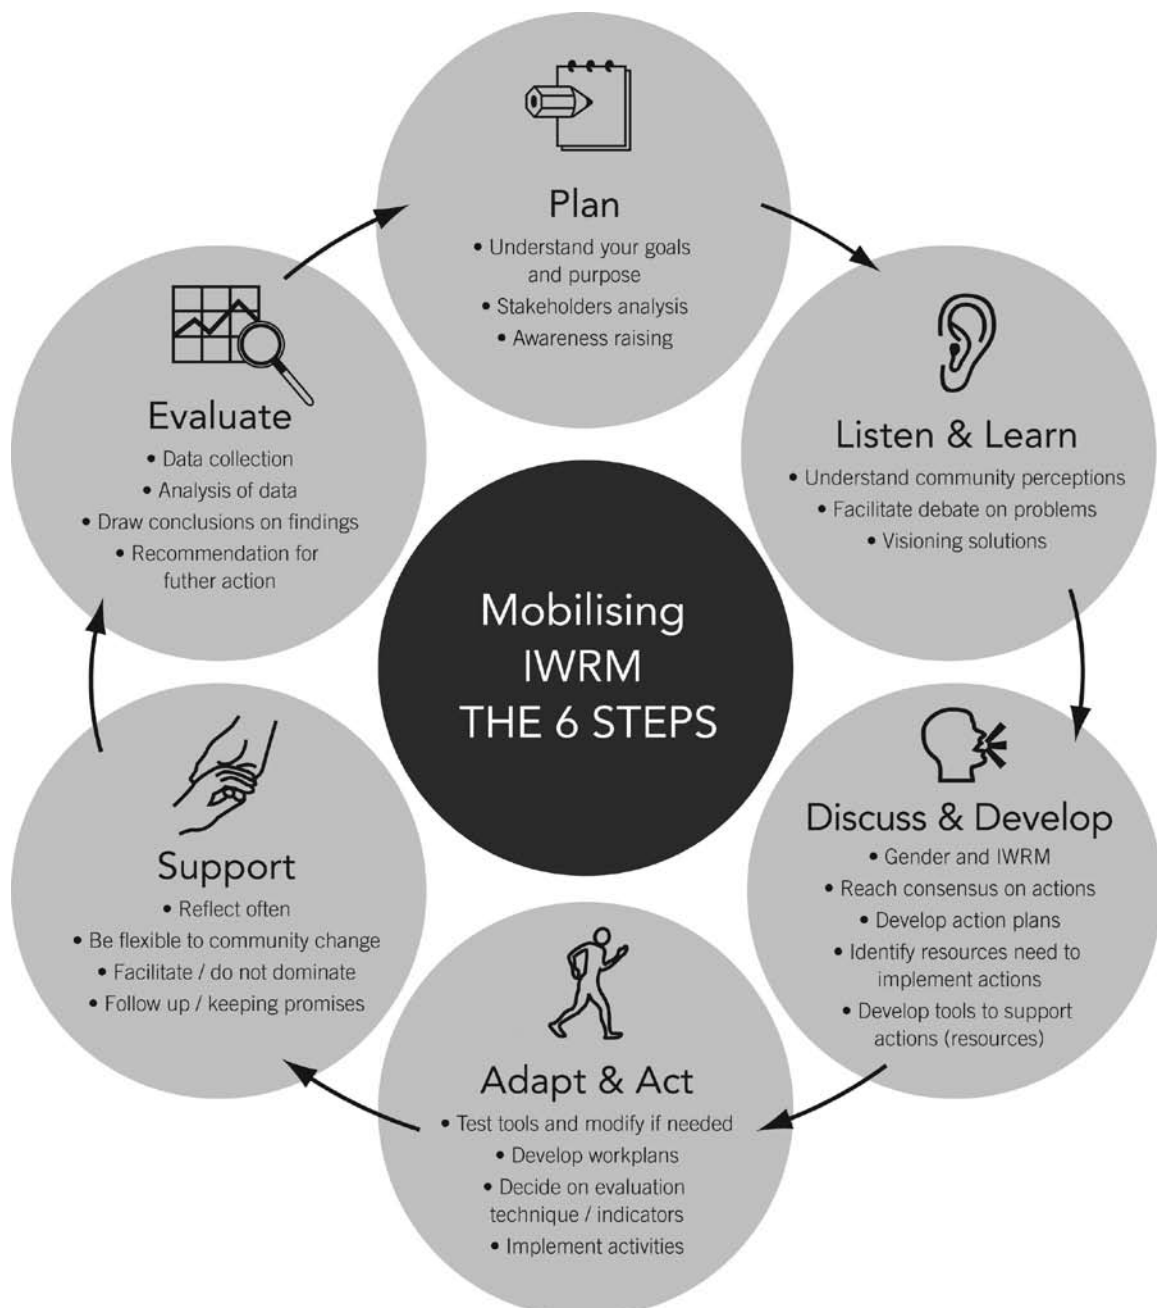 Plan
• Understand your goals
and purpose
• Stakeholders analysis
• Awareness raising
Listen & Learn
• Understand community perceptions
• Facilitate debate on problems
• Visioning solutions
Discuss & Develop
• Gender and IWRM
• Reach consensus on actions
• Develop action plans
• Identify resources need to
implement actions
• Develop tools to support
actions (resources)
Adapt & Act
• Test tools and modify if needed
• Develop workplans
• Decide on evaluation
technique / indicators
• Implement activities
Support
• Reflect often
• Be flexible to community change
• Facilitate / do not dominate
• Follow up / keeping promises
Evaluate
• Data collection
• Analysis of data
• Draw conclusions on findings
• Recommendation for
futher action
Mobilising
IWRM
THE 6 STEPS